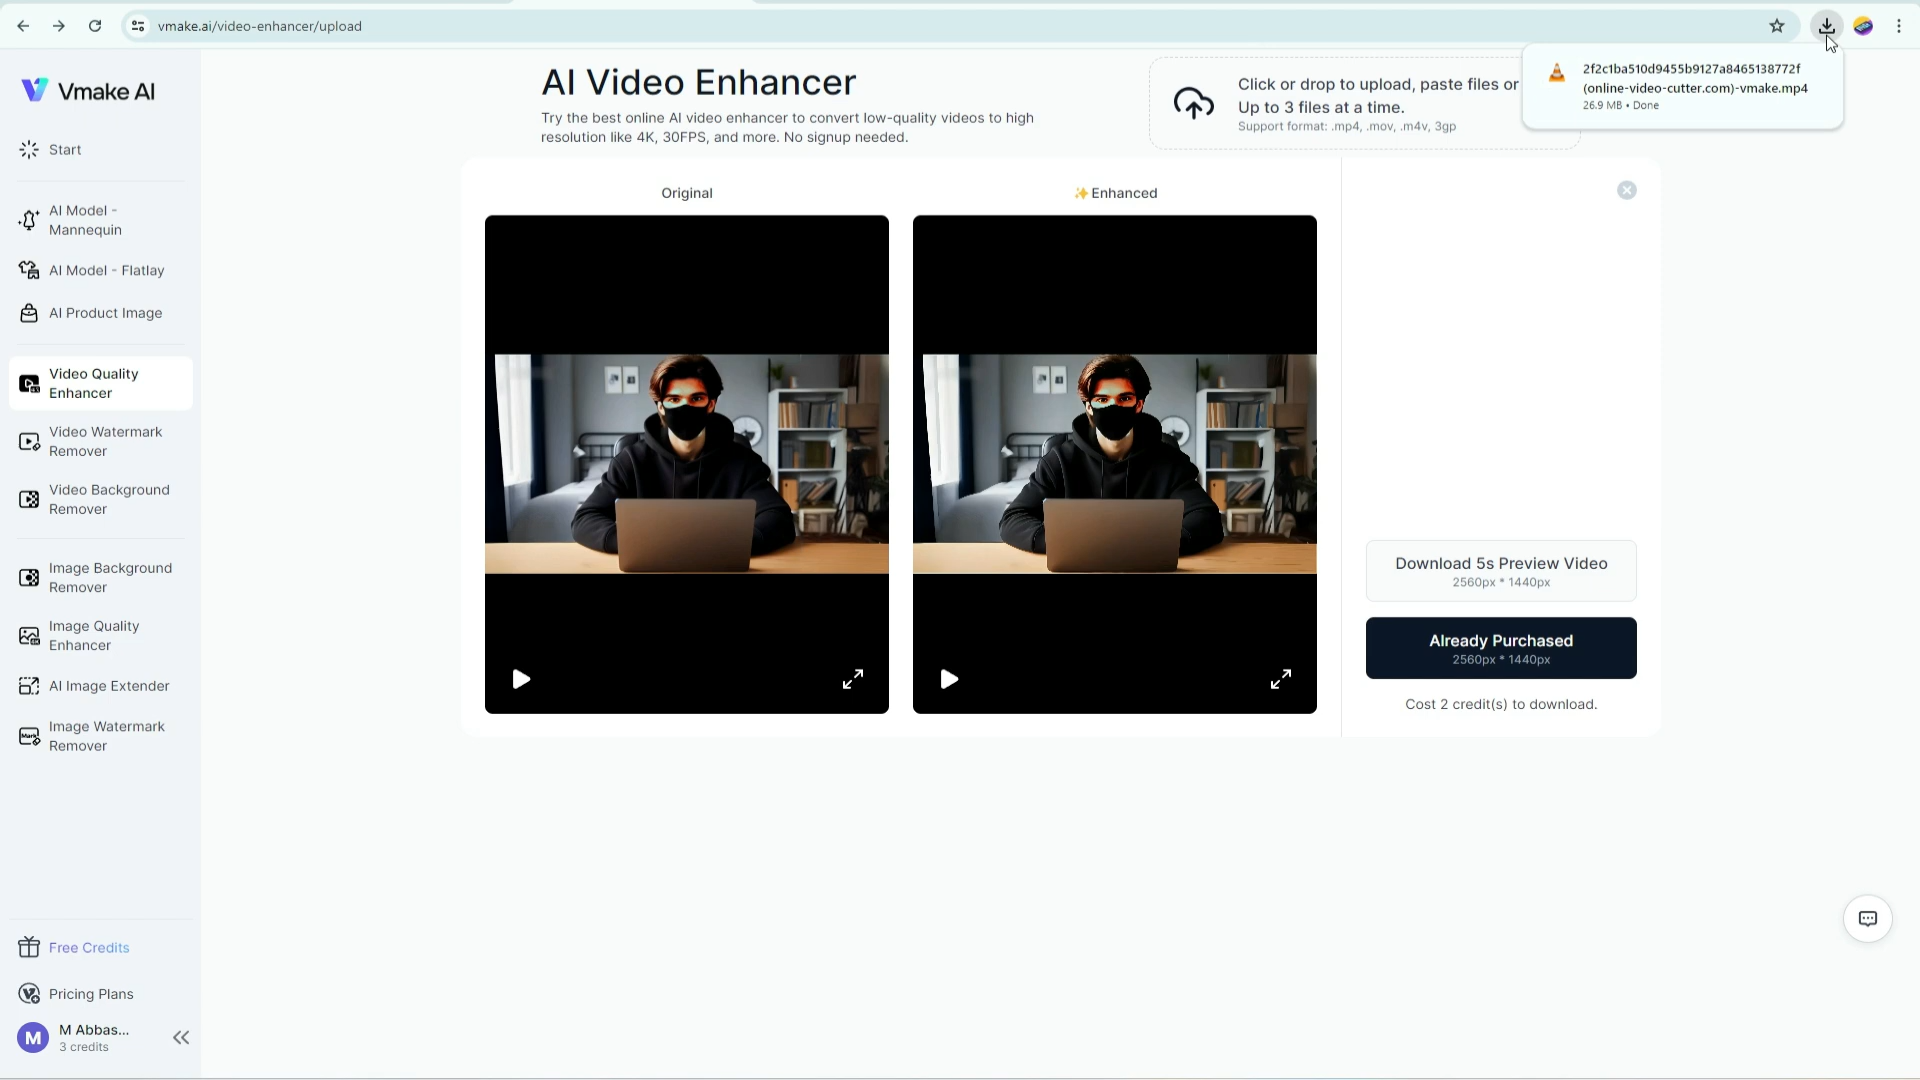 vmake.ai/video-enhancer/upload
2f2c1ba510d9455b9127a8465138772f
(online-video-cutter.com)-vmake.mp4
26.9 MB • Done
Vmake AI
Start
AI Model -
Mannequin
AI Model - Flatlay
AI Product Image
Video Quality
Enhancer
Video Watermark
Remover
Video Background
Remover
Image Background
Remover
Image Quality
Enhancer
AI Image Extender
Image Watermark
Remover
Free Credits
Pricing Plans
M
M Abbas...
3 credits
AI Video Enhancer
Try the best online AI video enhancer to convert low-quality videos to high
resolution like 4K, 30FPS, and more. No signup needed.
Click or drop to upload, paste files or
Up to 3 files at a time.
Support format: .mp4, .mov, .m4v, 3gp
Original
✨Enhanced
Download 5s Preview Video
2560px * 1440px
Already Purchased
2560px * 1440px
Cost 2 credit(s) to download.